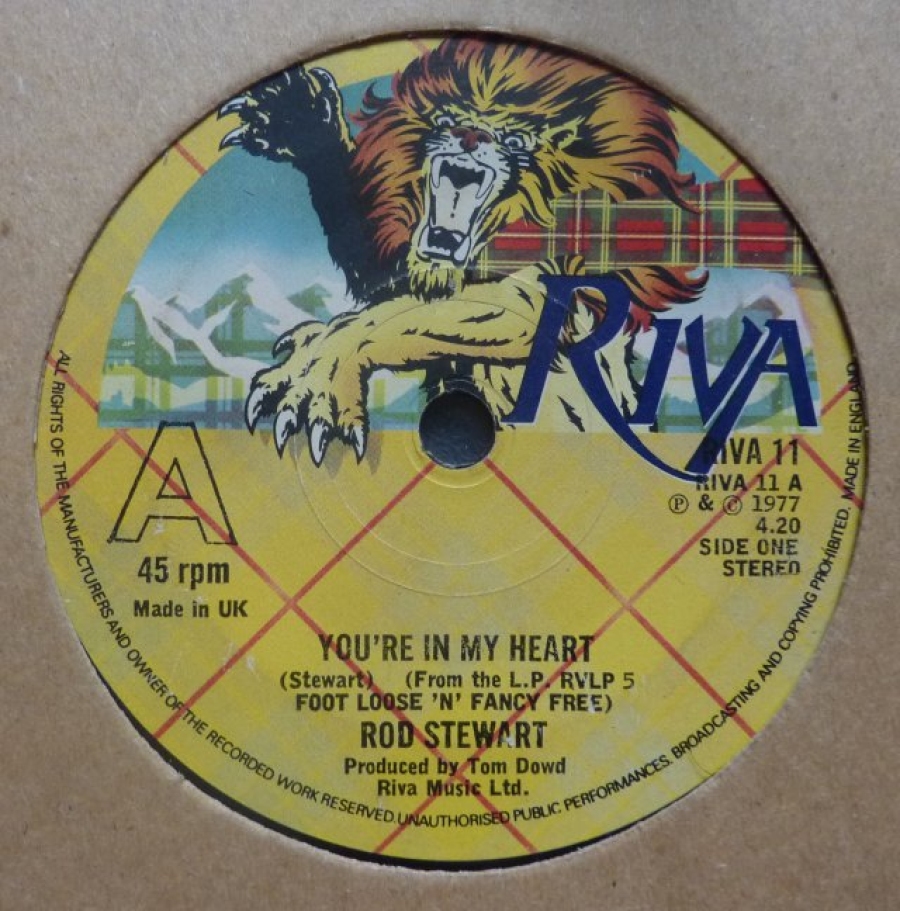 RIVA
RIVA 11
RIVA 11 A
Ⓟ & © 1977
4.20
SIDE ONE
STEREO
A
45 rpm
Made in UK
YOU'RE IN MY HEART
(Stewart) (From the L.P. RVLP 5
FOOT LOOSE 'N' FANCY FREE)
ROD STEWART
Produced by Tom Dowd
Riva Music Ltd.
ALL RIGHTS OF THE MANUFACTURERS AND OWNER OF THE RECORDED WORK RESERVED. UNAUTHORISED PUBLIC PERFORMANCES. BROADCASTING AND COPYING PROHIBITED. MADE IN ENGLAND